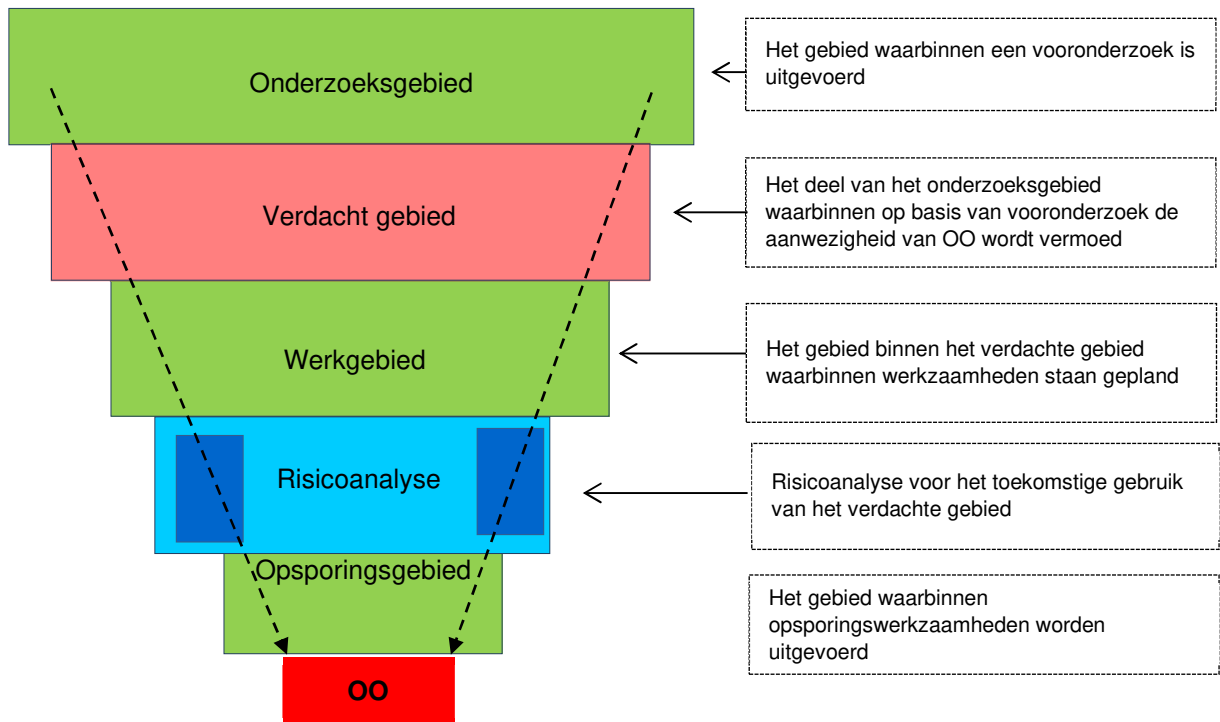 Onderzoeksgebied
Het gebied waarbinnen een vooronderzoek is
uitgevoerd
Verdacht gebied
Het deel van het onderzoeksgebied
waarbinnen op basis van vooronderzoek de
aanwezigheid van OO wordt vermoed
Werkgebied
Het gebied binnen het verdachte gebied
waarbinnen werkzaamheden staan gepland
Risicoanalyse
Risicoanalyse voor het toekomstige gebruik
van het verdachte gebied
Opsporingsgebied
Het gebied waarbinnen
opsporingswerkzaamheden worden
uitgevoerd
OO